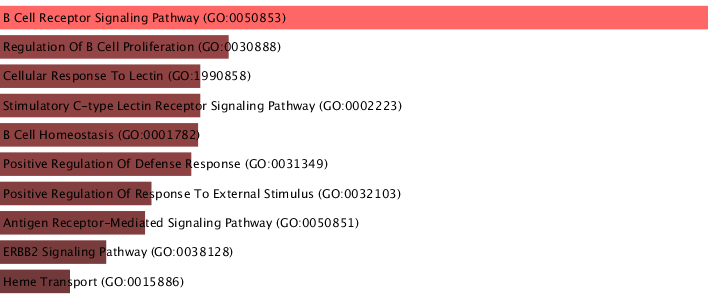 B Cell Receptor Signaling Pathway (GO:0050853)
Regulation Of B Cell Proliferation (GO:0030888)
Cellular Response To Lectin (GO:1990858)
Stimulatory C-type Lectin Receptor Signaling Pathway (GO:0002223)
B Cell Homeostasis (GO:0001782)
Positive Regulation Of Defense Response (GO:0031349)
Positive Regulation Of Response To External Stimulus (GO:0032103)
Antigen Receptor-Mediated Signaling Pathway (GO:0050851)
ERBB2 Signaling Pathway (GO:0038128)
Heme Transport (GO:0015886)